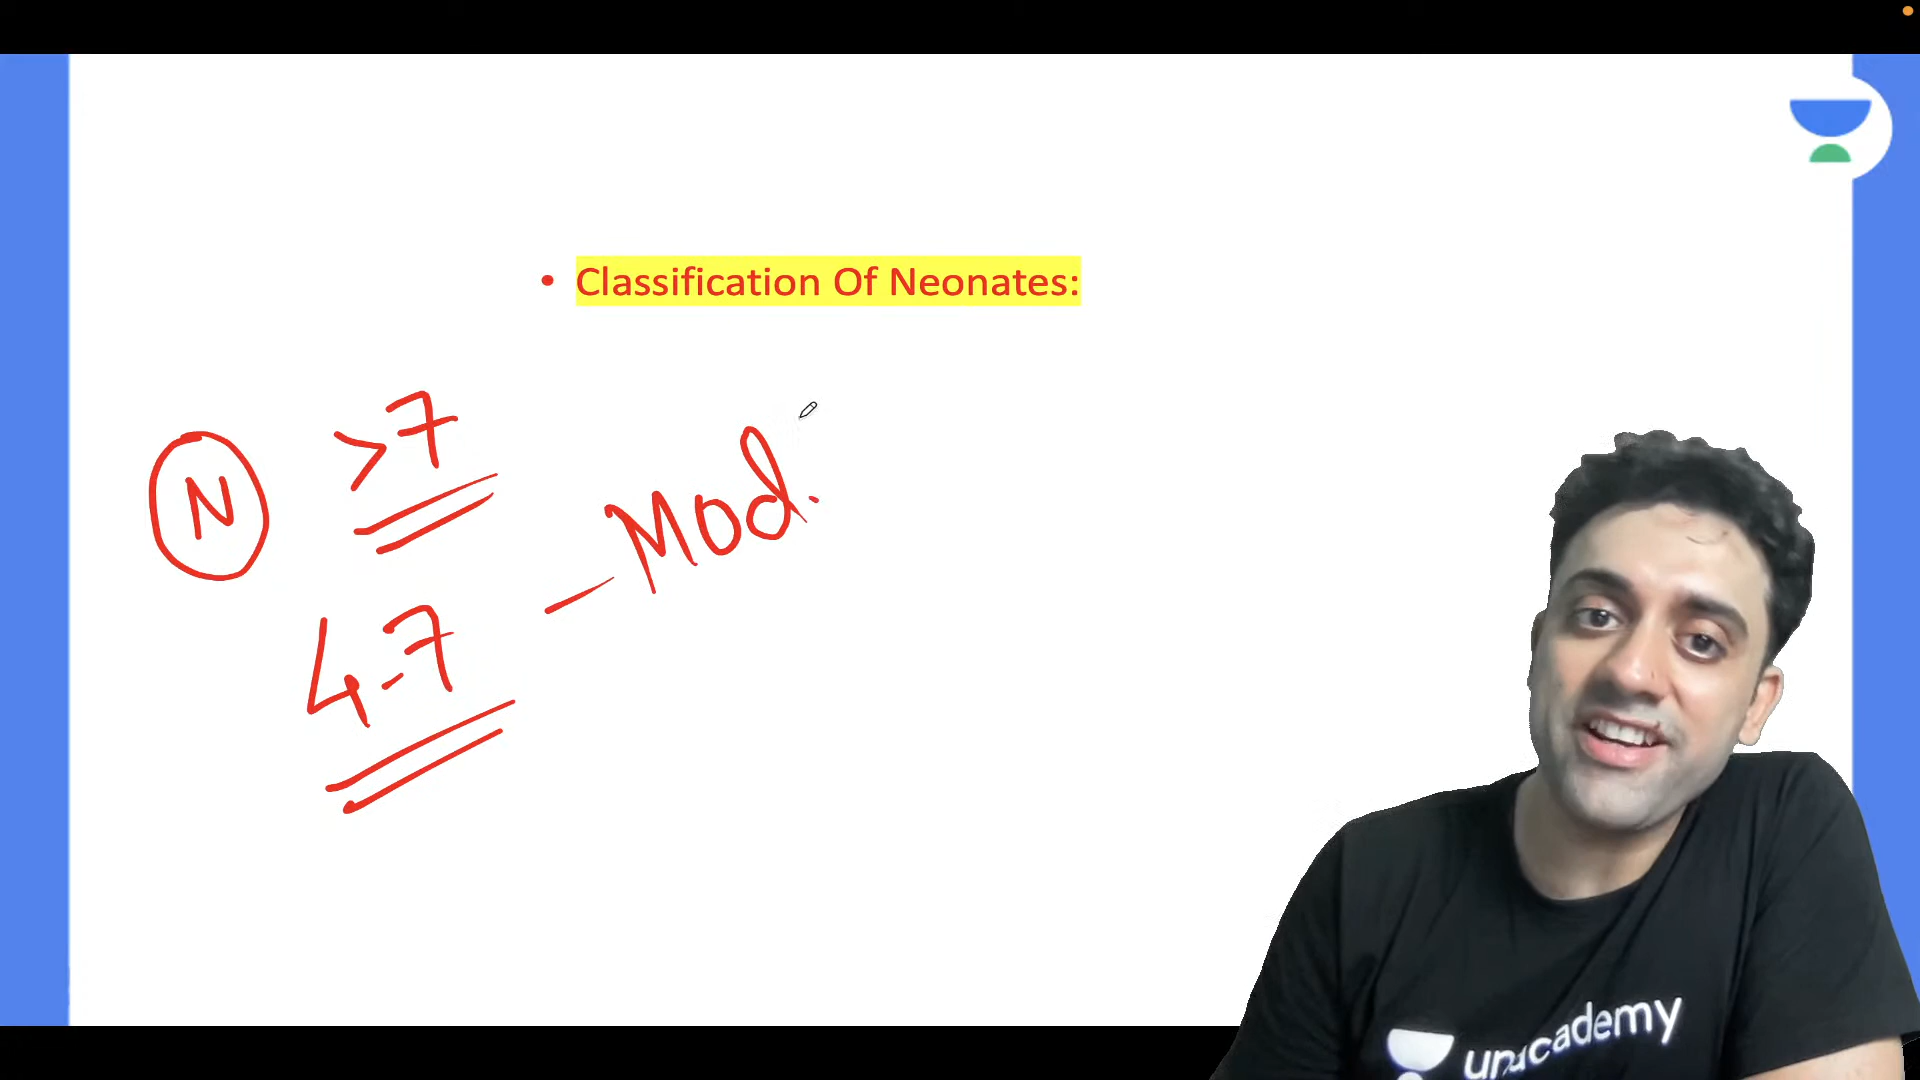 • Classification Of Neonates:
N >7
4-7 - Mod.
unacademy